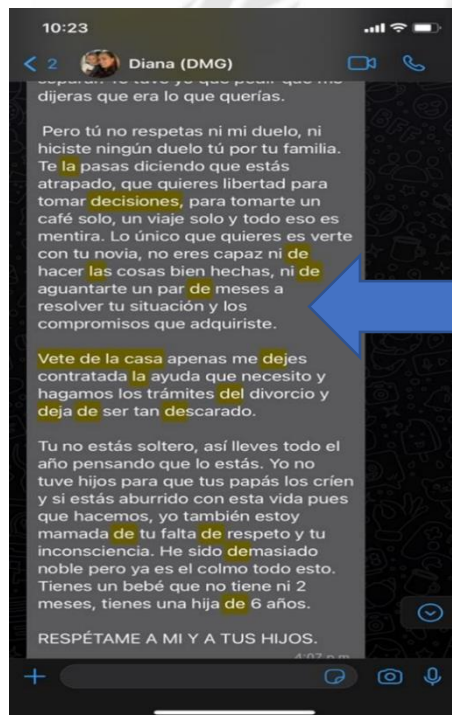 10:23
2 Diana (DMG)
dijeras que era lo que querías.
Pero tú no respetas ni mi duelo, ni
hiciste ningún duelo tú por tu familia.
Te la pasas diciendo que estás
atrapado, que quieres libertad para
tomar decisiones, para tomarte un
café solo, un viaje solo y todo eso es
mentira. Lo único que quieres es verte
con tu novia, no eres capaz ni de
hacer las cosas bien hechas, ni de
aguantarte un par de meses a
resolver tu situación y los
compromisos que adquiriste.
Vete de la casa apenas me dejes
contratada la ayuda que necesito y
hagamos los trámites del divorcio y
deja de ser tan descarado.
Tu no estás soltero, así lleves todo el
año pensando que lo estás. Yo no
tuve hijos para que tus papás los críen
y si estás aburrido con esta vida pues
que hacemos, yo también estoy
mamada de tu falta de respeto y tu
inconsciencia. He sido demasiado
noble pero ya es el colmo todo esto.
Tienes un bebé que no tiene ni 2
meses, tienes una hija de 6 años.
RESPÉTAME A MI Y A TUS HIJOS.
4:07 p.m.